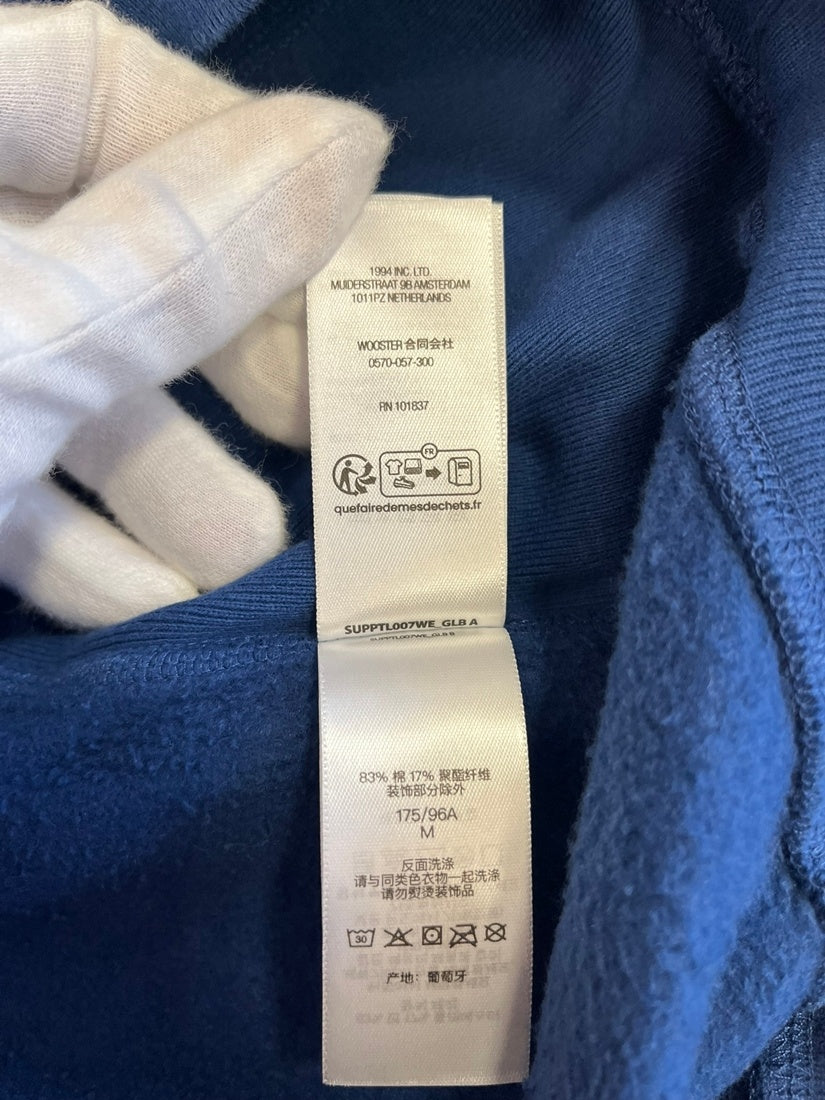 1994 INC. LTD.
MUIDERSTRAAT 9B AMSTERDAM
1011PZ NETHERLANDS
WOOSTER 合同会社
0570-057-300
RN 101837
FR
quefairedemesdechets.fr
SUPPTL007WE_GLB A
SUPPTL007WE_GLB B
83% 棉 17% 聚酯纤维
装饰部分除外
175/96A
M
反面洗涤
请与同类色衣物一起洗涤
请勿熨烫装饰品
30
产地：葡萄牙